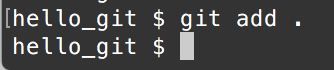 [hello_git $ git add .
hello_git $